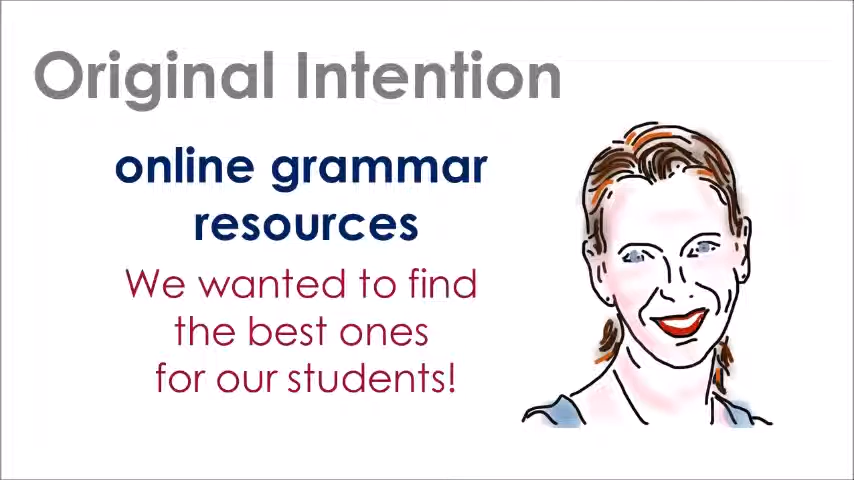 Original Intention
online grammar
resources
We wanted to find
the best ones
for our students!